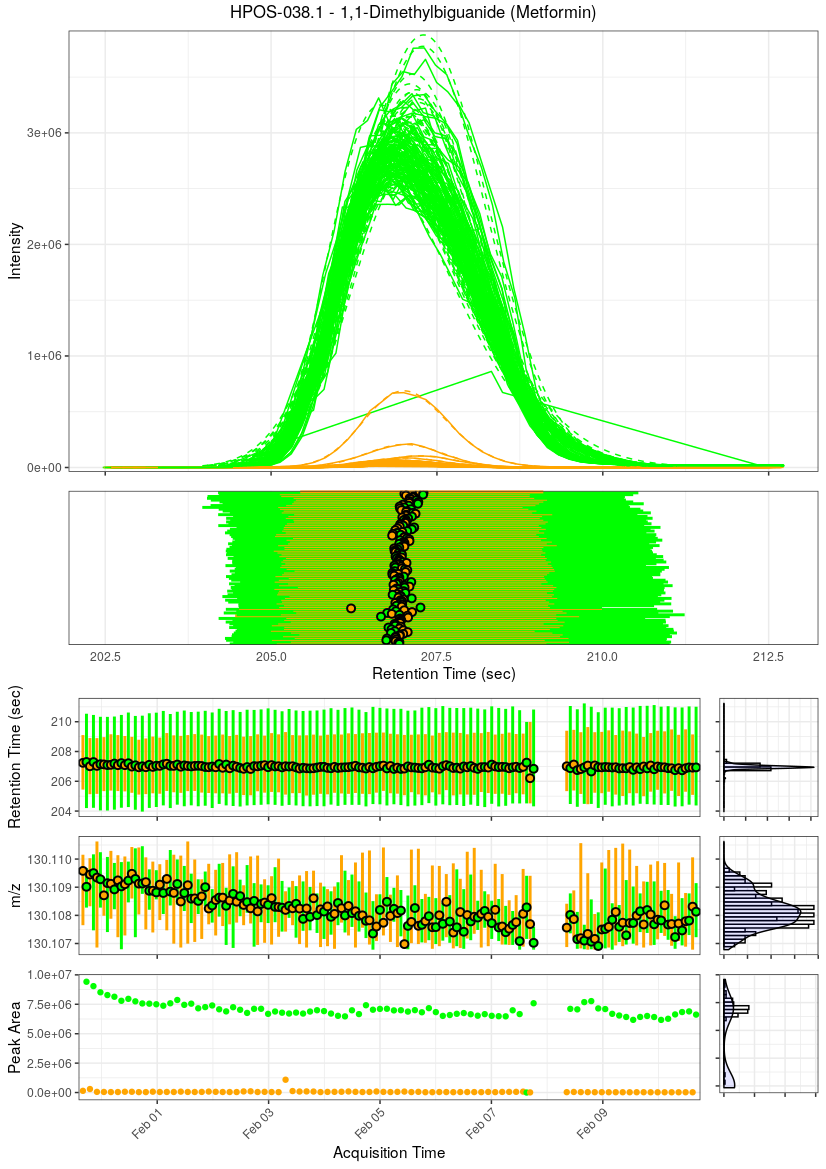 HPOS-038.1 - 1,1-Dimethylbiguanide (Metformin)
Intensity
3e+06
2e+06
1e+06
0e+00
202.5 205.0 207.5 210.0 212.5
Retention Time (sec)
Retention Time (sec)
210
208
206
204
m/z
130.110
130.109
130.108
130.107
Peak Area
1.0e+07
7.5e+06
5.0e+06
2.5e+06
0.0e+00
Feb 01 Feb 03 Feb 05 Feb 07 Feb 09
Acquisition Time